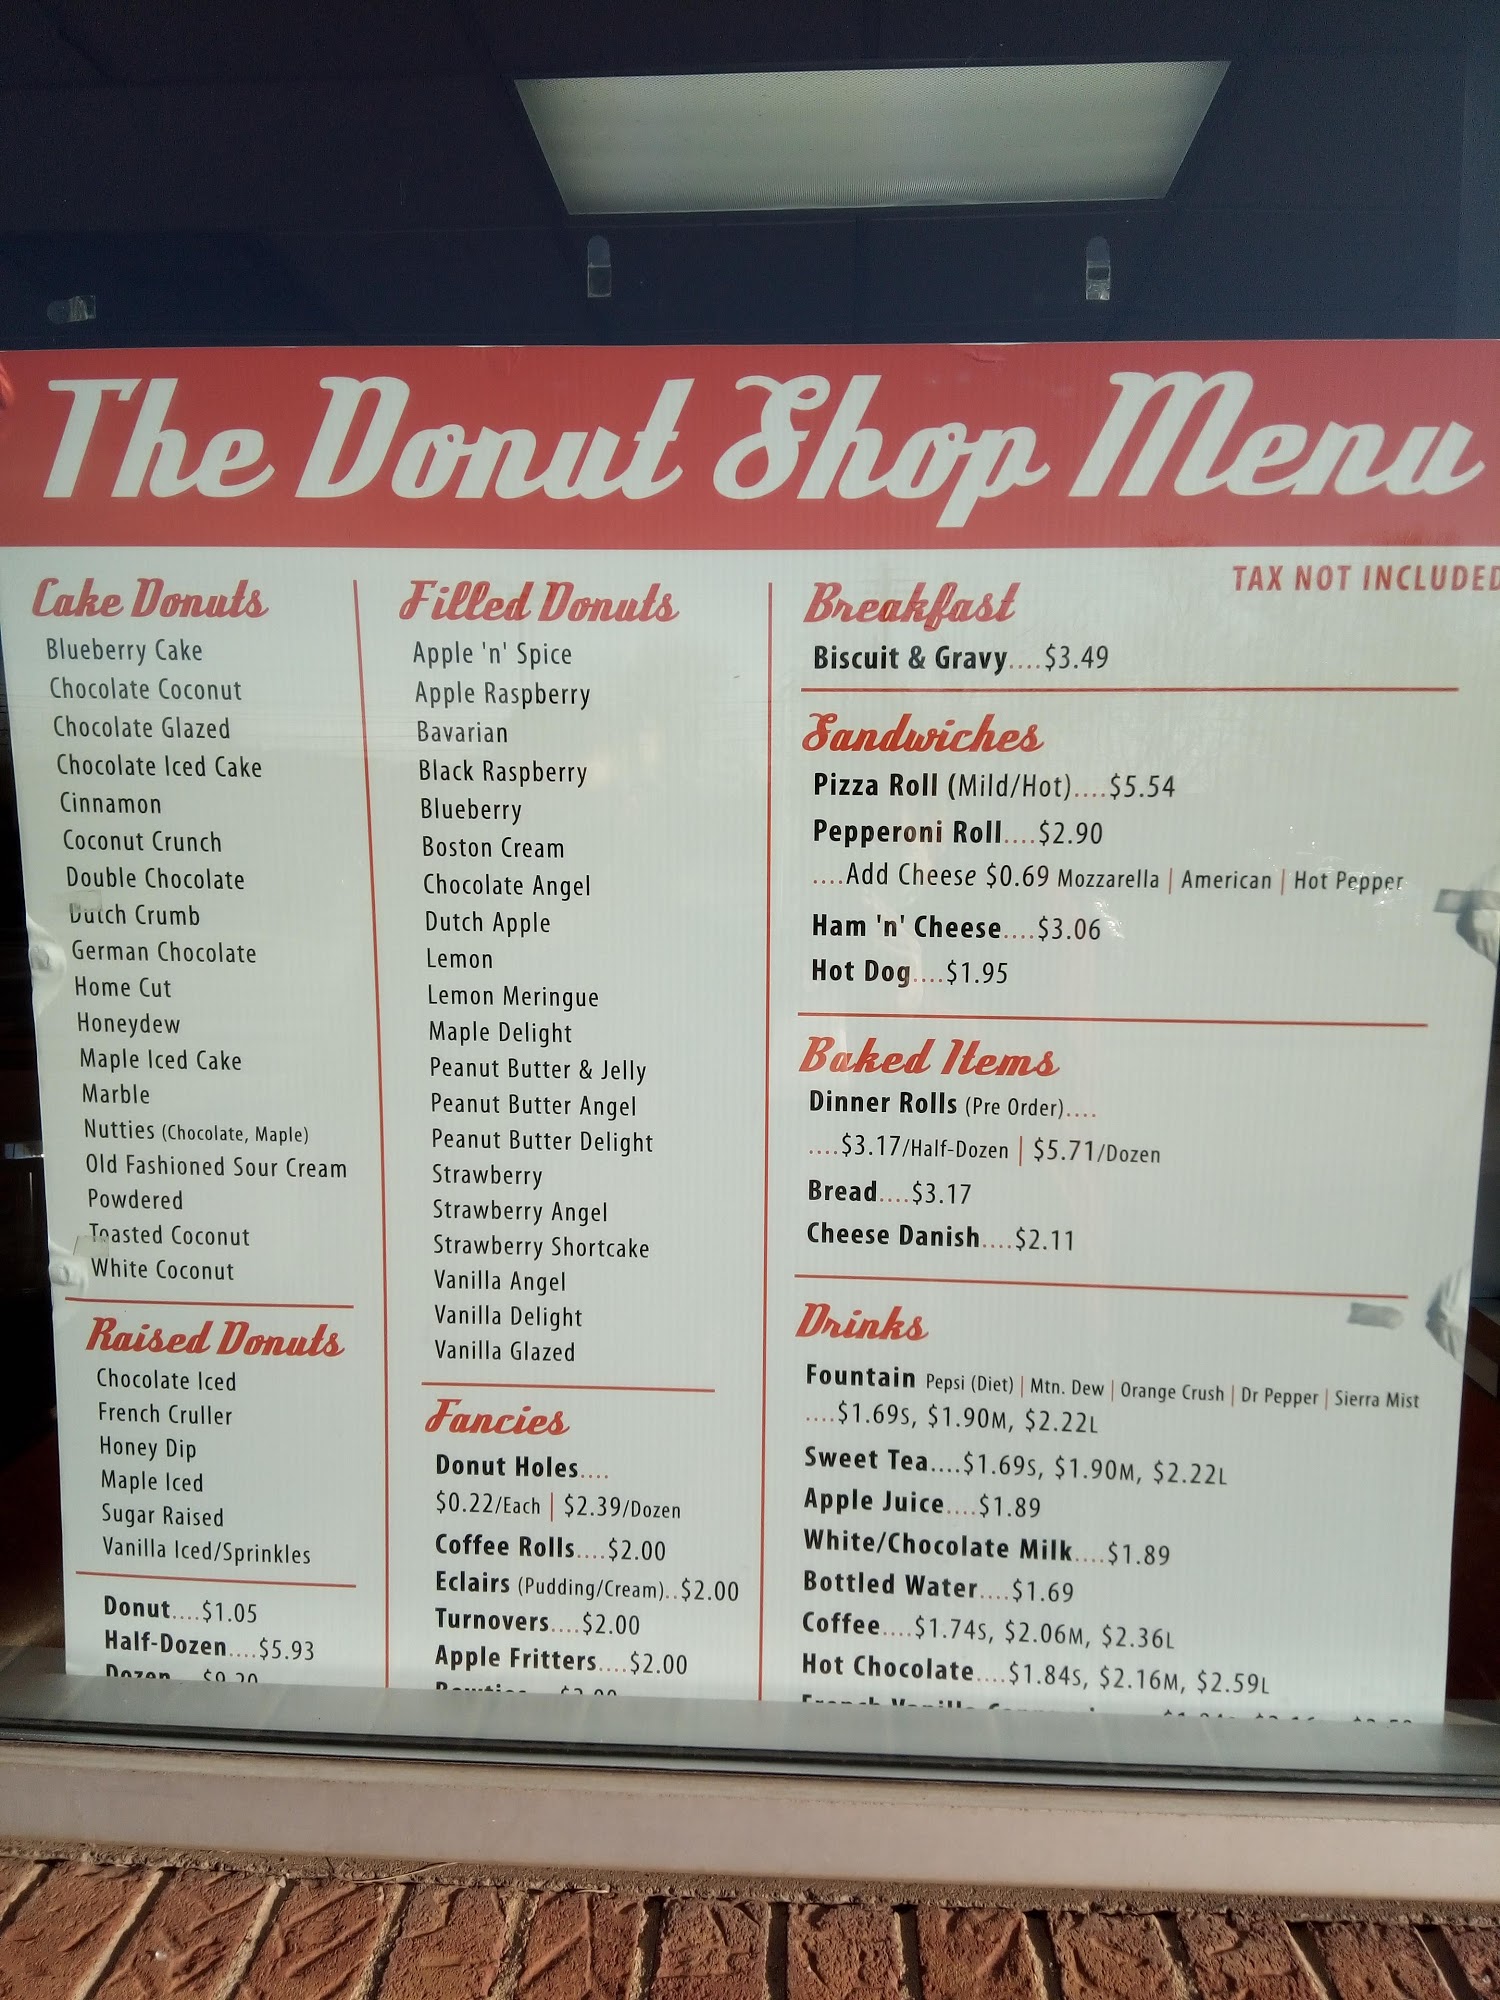 The Donut Shop Menu
TAX NOT INCLUDED
Cake Donuts
Blueberry Cake
Chocolate Coconut
Chocolate Glazed
Chocolate Iced Cake
Cinnamon
Coconut Crunch
Double Chocolate
Dutch Crumb
German Chocolate
Home Cut
Honeydew
Maple Iced Cake
Marble
Nutties (Chocolate, Maple)
Old Fashioned Sour Cream
Powdered
Toasted Coconut
White Coconut
Raised Donuts
Chocolate Iced
French Cruller
Honey Dip
Maple Iced
Sugar Raised
Vanilla Iced/Sprinkles
Donut....$1.05
Half-Dozen....$5.93
Dozen
Filled Donuts
Apple 'n' Spice
Apple Raspberry
Bavarian
Black Raspberry
Blueberry
Boston Cream
Chocolate Angel
Dutch Apple
Lemon
Lemon Meringue
Maple Delight
Peanut Butter & Jelly
Peanut Butter Angel
Peanut Butter Delight
Strawberry
Strawberry Angel
Strawberry Shortcake
Vanilla Angel
Vanilla Delight
Vanilla Glazed
Fancies
Donut Holes....
$0.22/Each | $2.39/Dozen
Coffee Rolls....$2.00
Eclairs (Pudding/Cream)..$2.00
Turnovers....$2.00
Apple Fritters....$2.00
Breakfast
Biscuit & Gravy....$3.49
Sandwiches
Pizza Roll (Mild/Hot)....$5.54
Pepperoni Roll....$2.90
....Add Cheese $0.69 Mozzarella | American | Hot Pepper
Ham 'n' Cheese....$3.06
Hot Dog....$1.95
Baked Items
Dinner Rolls (Pre Order)....
....$3.17/Half-Dozen | $5.71/Dozen
Bread....$3.17
Cheese Danish....$2.11
Drinks
Fountain Pepsi (Diet) | Mtn. Dew | Orange Crush | Dr Pepper | Sierra Mist
....$1.69S, $1.90M, $2.22L
Sweet Tea....$1.69S, $1.90M, $2.22L
Apple Juice....$1.89
White/Chocolate Milk....$1.89
Bottled Water....$1.69
Coffee....$1.74S, $2.06M, $2.36L
Hot Chocolate....$1.84S, $2.16M, $2.59L
French Vanilla